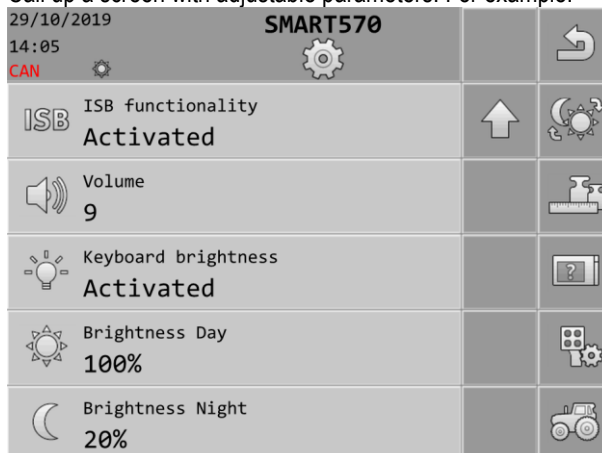 Call up a screen with adjustable parameters. For example:
29/10/2019
SMART570
14:05
CAN
ISB
ISB functionality
Activated
Volume
9
Keyboard brightness
Activated
Brightness Day
100%
Brightness Night
20%
?